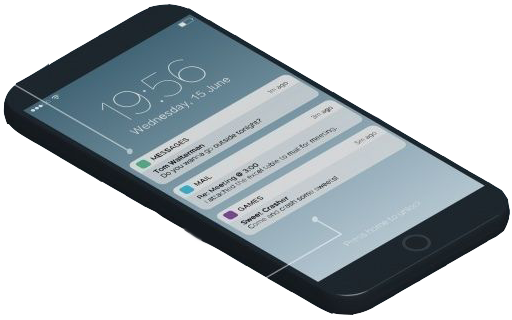 19:56
Wednesday, 15 June
MESSAGES 1m ago
Tom Waiterman
Do you wanna go outside tonight?
MAIL 3m ago
Re: Meeting @ 3:00
I attached the excel table to mail for meeting.
GAMES 5m ago
Sweet Crasher
Come and crash some sweets!
Press home to unlock